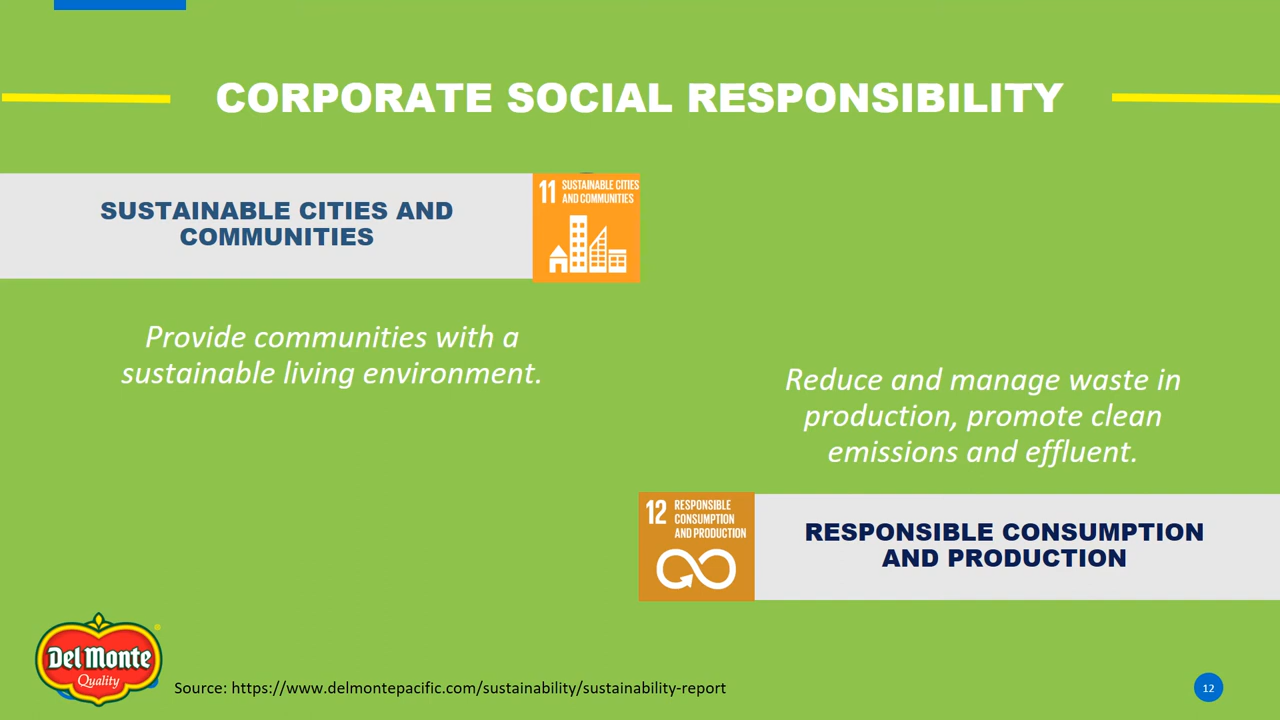 CORPORATE SOCIAL RESPONSIBILITY
SUSTAINABLE CITIES AND
COMMUNITIES
11 SUSTAINABLE CITIES
AND COMMUNITIES
Provide communities with a
sustainable living environment.
Reduce and manage waste in
production, promote clean
emissions and effluent.
12 RESPONSIBLE
CONSUMPTION
AND PRODUCTION
RESPONSIBLE CONSUMPTION
AND PRODUCTION
Del Monte
Quality
Source: https://www.delmontepacific.com/sustainability/sustainability-report
12